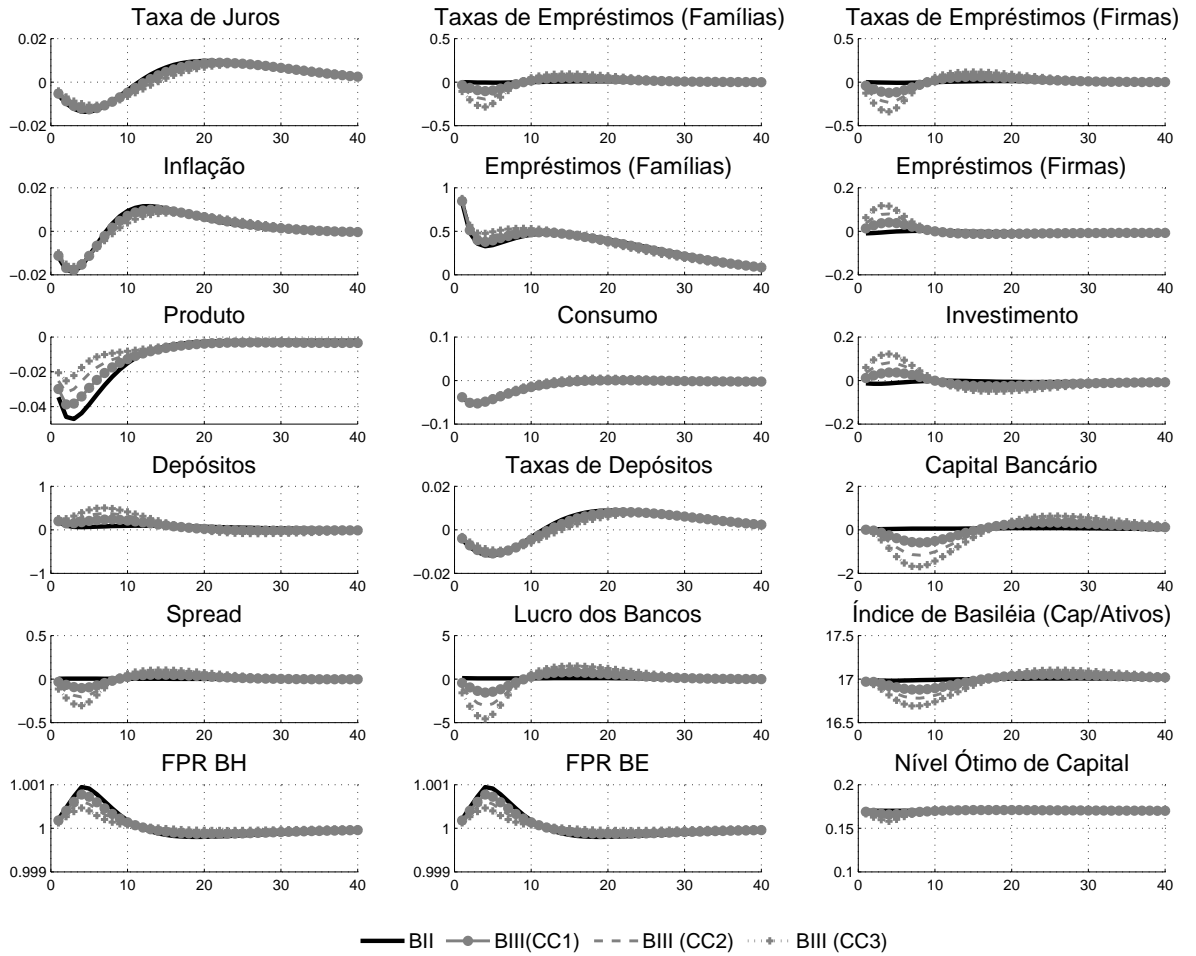 Taxa de Juros
0.02
0
−0.02
0 10 20 30 40
Taxas de Empréstimos (Famílias)
0.5
0
−0.5
0 10 20 30 40
Taxas de Empréstimos (Firmas)
0.5
0
−0.5
0 10 20 30 40
Inflação
0.02
0
−0.02
0 10 20 30 40
Empréstimos (Famílias)
1
0.5
0
0 10 20 30 40
Empréstimos (Firmas)
0.2
0
−0.2
0 10 20 30 40
Produto
0
−0.02
−0.04
0 10 20 30 40
Consumo
0.1
0
−0.1
0 10 20 30 40
Investimento
0.2
0
−0.2
0 10 20 30 40
Depósitos
1
0
−1
0 10 20 30 40
Taxas de Depósitos
0.02
0
−0.02
0 10 20 30 40
Capital Bancário
2
0
−2
0 10 20 30 40
Spread
0.5
0
−0.5
0 10 20 30 40
Lucro dos Bancos
5
0
−5
0 10 20 30 40
Índice de Basiléia (Cap/Ativos)
17.5
17
16.5
0 10 20 30 40
FPR BH
1.001
1
0.999
0 10 20 30 40
FPR BE
1.001
1
0.999
0 10 20 30 40
Nível Ótimo de Capital
0.2
0.15
0.1
0 10 20 30 40
BII BIII(CC1) BIII (CC2) BIII (CC3)